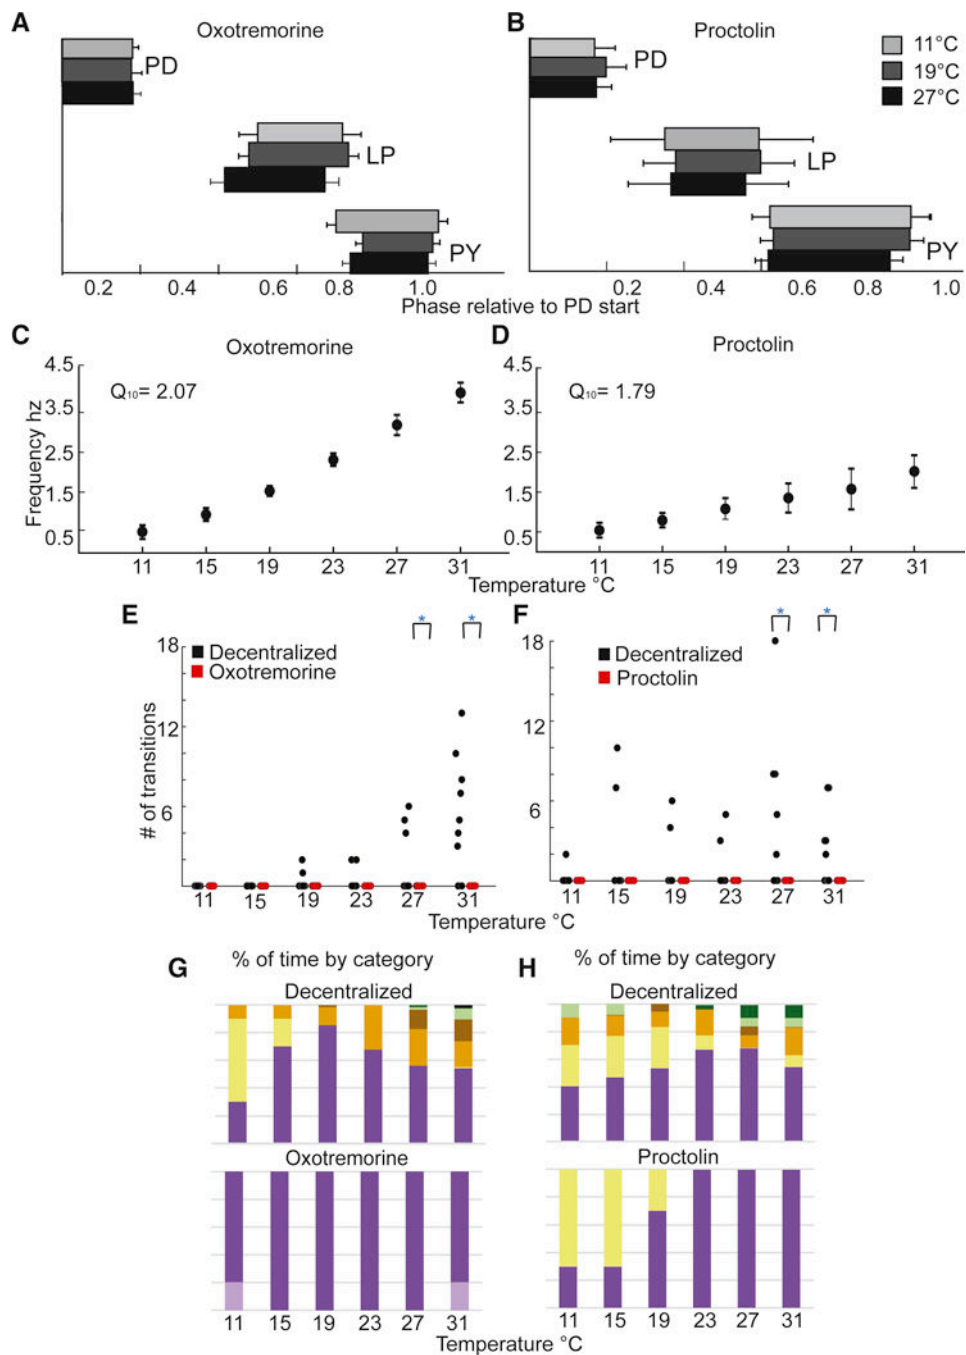 A
Oxotremorine
B
Proctolin
11°C
19°C
27°C
PD
PD
LP
LP
PY
PY
0.2 0.4 0.6 0.8 1.0
0.2 0.4 0.6 0.8 1.0
Phase relative to PD start
C
Oxotremorine
D
Proctolin
4.5
3.5
2.5
1.5
0.5
Frequency hz
Q10= 2.07
4.5
3.5
2.5
1.5
0.5
Q10= 1.79
11 15 19 23 27 31
11 15 19 23 27 31
Temperature °C
E
* *
F
* *
18
12
6
# of transitions
Decentralized
Oxotremorine
18
12
6
Decentralized
Proctolin
11 15 19 23 27 31
11 15 19 23 27 31
Temperature °C
G
% of time by category
H
% of time by category
Decentralized
Decentralized
Oxotremorine
Proctolin
11 15 19 23 27 31
11 15 19 23 27 31
Temperature °C